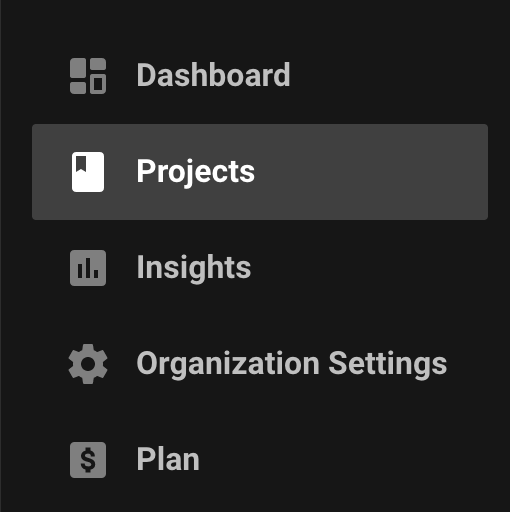 Dashboard
Projects
Insights
Organization Settings
Plan